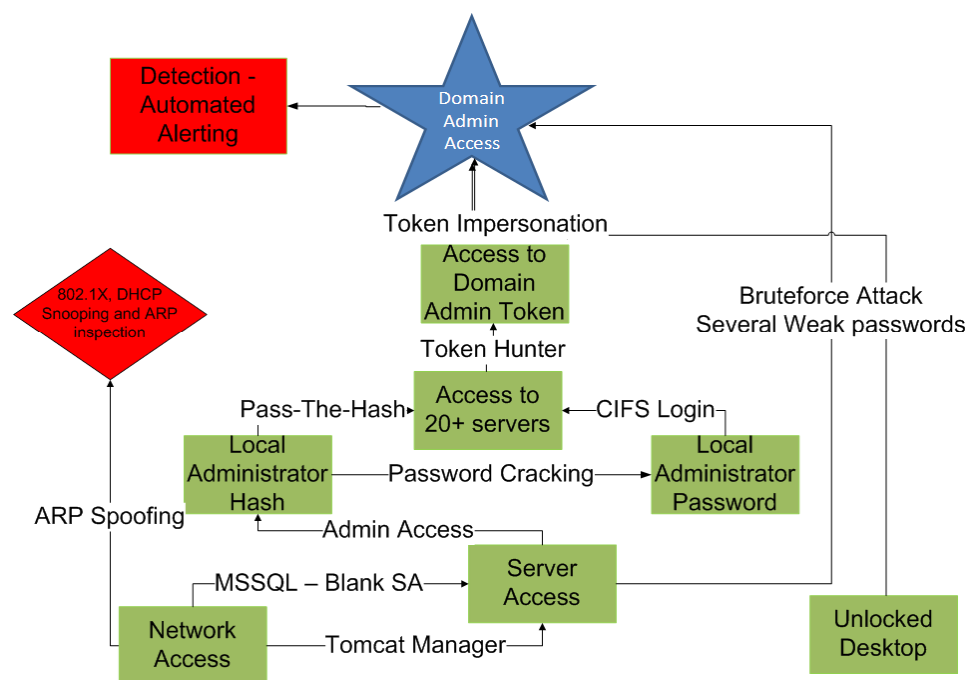 Detection -
Automated
Alerting
Domain
Admin
Access
Token Impersonation
Access to
Domain
Admin Token
802.1X, DHCP
Snooping and ARP
inspection
Bruteforce Attack
Several Weak passwords
Token Hunter
Pass-The-Hash
Access to
20+ servers
CIFS Login
Local
Administrator
Hash
Password Cracking
Local
Administrator
Password
ARP Spoofing
Admin Access
MSSQL – Blank SA
Server
Access
Network
Access
Tomcat Manager
Unlocked
Desktop